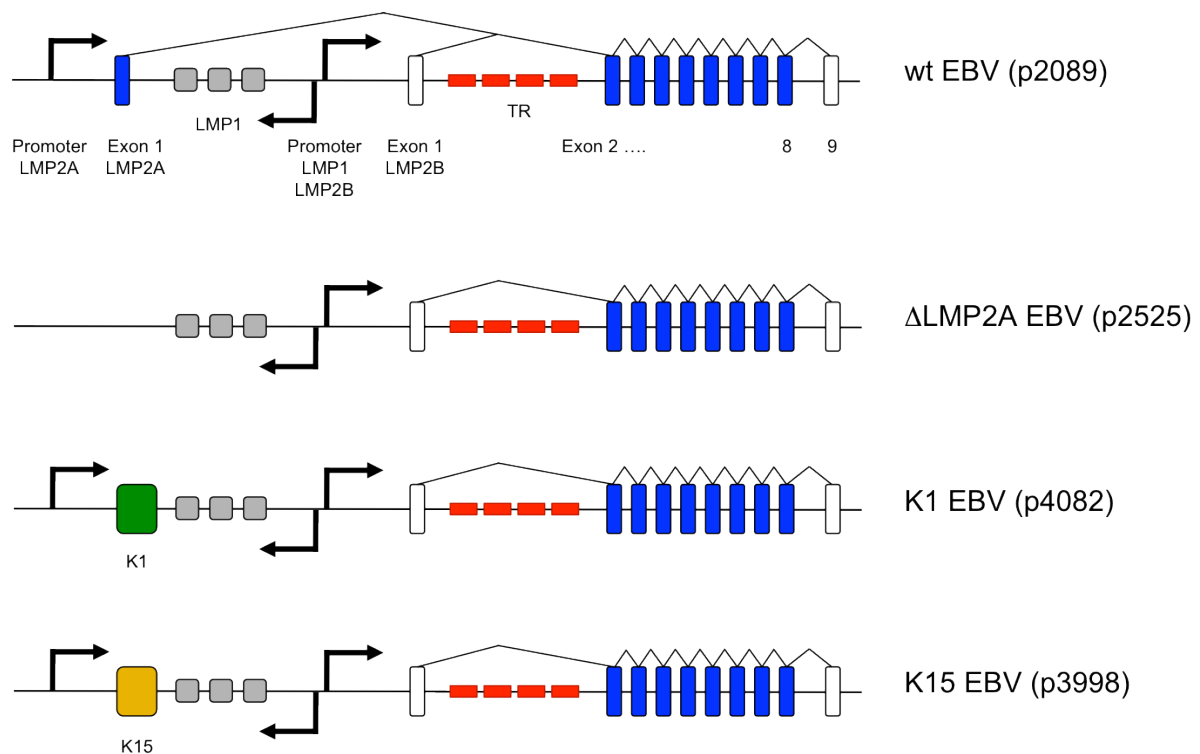 wt EBV (p2089)
LMP1
TR
Promoter
LMP2A
Exon 1
LMP2A
Promoter
LMP1
LMP2B
Exon 1
LMP2B
Exon 2 ....
8
9
ΔLMP2A EBV (p2525)
K1 EBV (p4082)
K1
K15 EBV (p3998)
K15